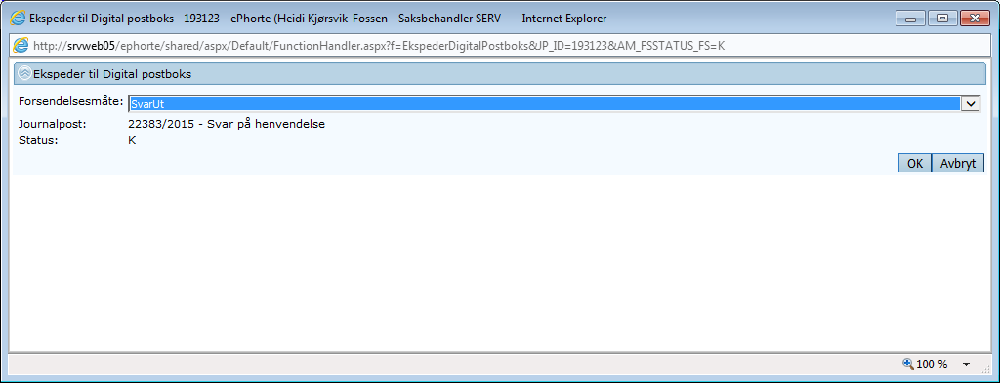 Ekspeder til Digital postboks - 193123 - ePhorte (Heidi Kjørsvik-Fossen - Saksbehandler SERV -  - Internet Explorer
http://srvweb05/ephorte/shared/aspx/Default/FunctionHandler.aspx?f=EkspederDigitalPostboks&JP_ID=193123&AM_FSSTATUS_FS=K
Ekspeder til Digital postboks
Forsendelsesmåte: SvarUt
Journalpost: 22383/2015 - Svar på henvendelse
Status: K
OK Avbryt
100 %